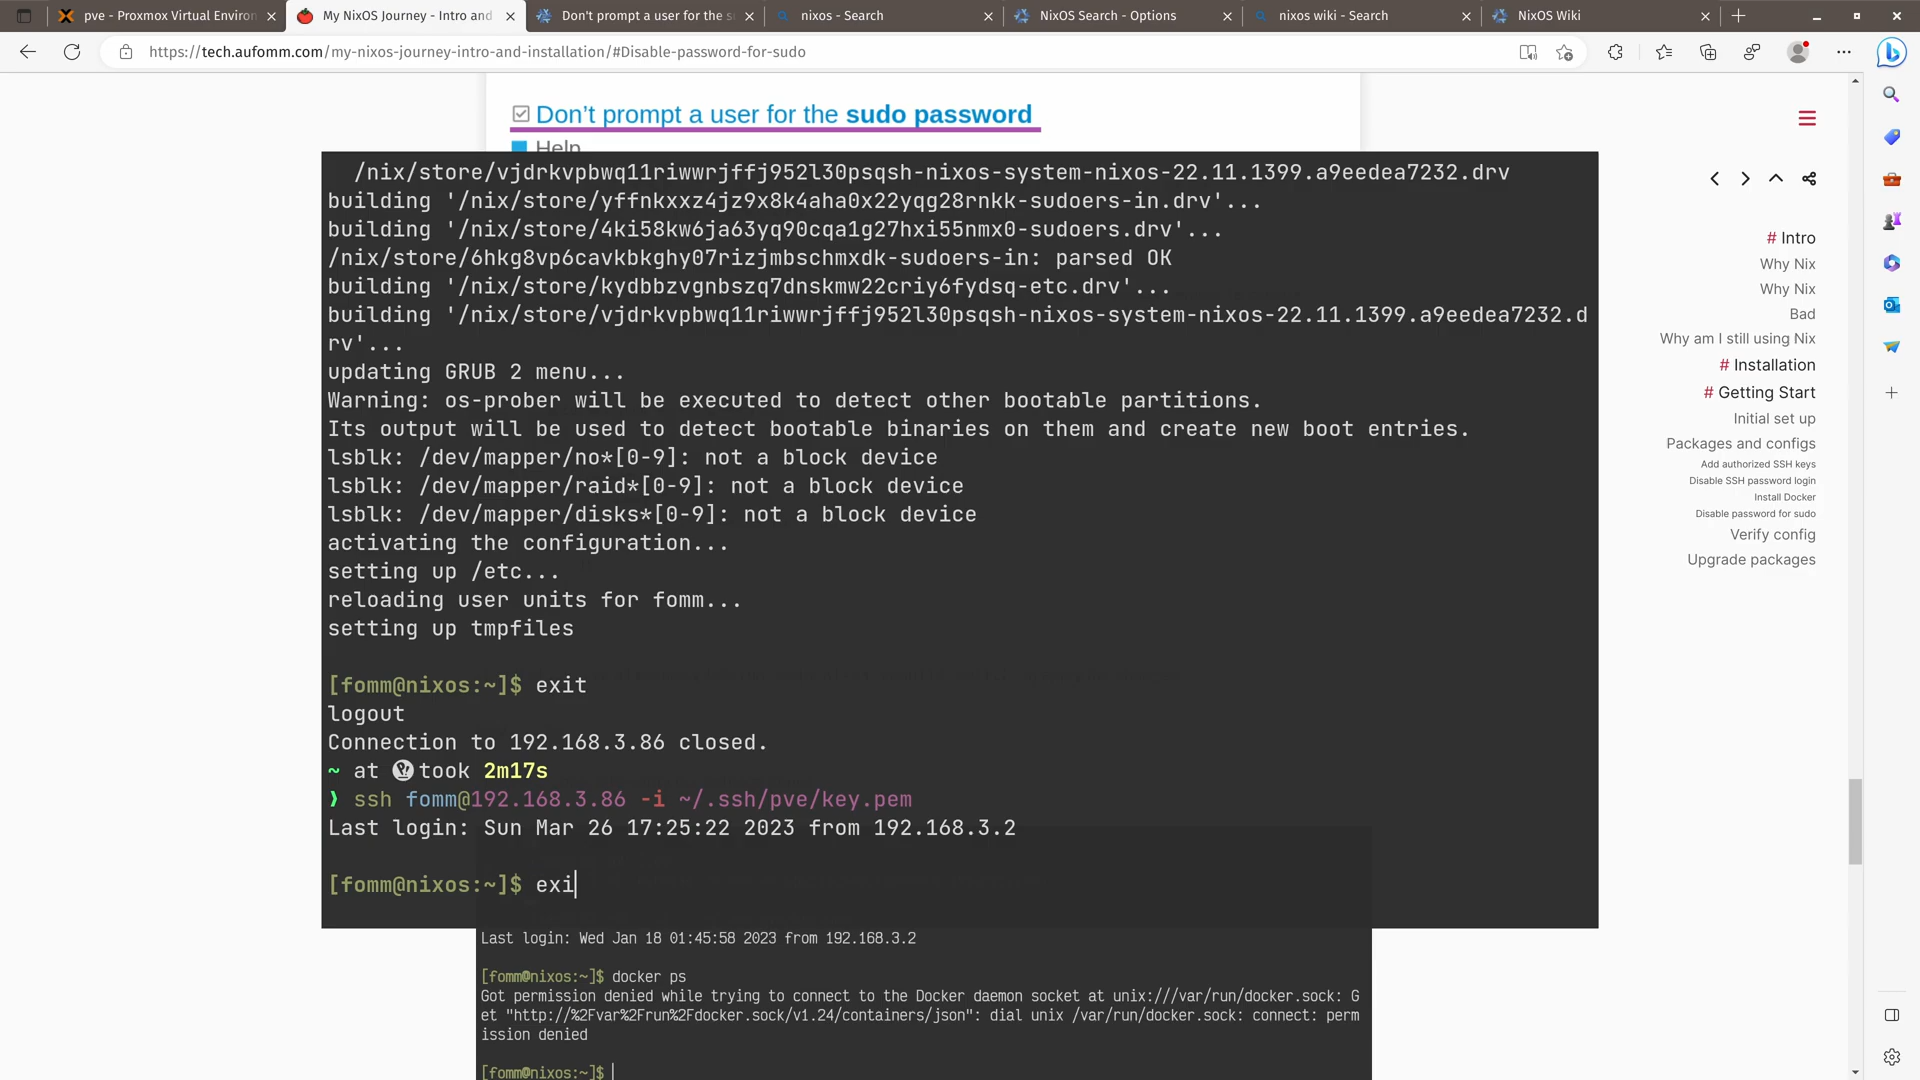 pve - Proxmox Virtual Environ
My NixOS Journey - Intro and
Don't prompt a user for the s
nixos - Search
NixOS Search - Options
nixos wiki - Search
NixOS Wiki
https://tech.aufomm.com/my-nixos-journey-intro-and-installation/#Disable-password-for-sudo
Don't prompt a user for the sudo password
Help
/nix/store/vjdrkvpbwq11riwwrjffj952l30psqsh-nixos-system-nixos-22.11.1399.a9eedea7232.drv
building '/nix/store/yffnkxxz4jz9x8k4aha0x22yqg28rnkk-sudoers-in.drv'...
building '/nix/store/4ki58kw6ja63yq90cqa1g27hxi55nmx0-sudoers.drv'...
/nix/store/6hkg8vp6cavkbkghy07rizjmbschmxdk-sudoers-in: parsed OK
building '/nix/store/kydbbzvgnbszq7dnskmw22criy6fydsq-etc.drv'...
building '/nix/store/vjdrkvpbwq11riwwrjffj952l30psqsh-nixos-system-nixos-22.11.1399.a9eedea7232.d
rv'...
updating GRUB 2 menu...
Warning: os-prober will be executed to detect other bootable partitions.
Its output will be used to detect bootable binaries on them and create new boot entries.
lsblk: /dev/mapper/no*[0-9]: not a block device
lsblk: /dev/mapper/raid*[0-9]: not a block device
lsblk: /dev/mapper/disks*[0-9]: not a block device
activating the configuration...
setting up /etc...
reloading user units for fomm...
setting up tmpfiles
[fomm@nixos:~]$ exit
logout
Connection to 192.168.3.86 closed.
~ at took 2m17s
❯ ssh fomm@192.168.3.86 -i ~/.ssh/pve/key.pem
Last login: Sun Mar 26 17:25:22 2023 from 192.168.3.2
[fomm@nixos:~]$ exi
Last login: Wed Jan 18 01:45:58 2023 from 192.168.3.2
[fomm@nixos:~]$ docker ps
Got permission denied while trying to connect to the Docker daemon socket at unix:///var/run/docker.sock: G
et "http://%2Fvar%2Frun%2Fdocker.sock/v1.24/containers/json": dial unix /var/run/docker.sock: connect: perm
ission denied
[fomm@nixos:~]$
# Intro
Why Nix
Why Nix
Bad
Why am I still using Nix
# Installation
# Getting Start
Initial set up
Packages and configs
Add authorized SSH keys
Disable SSH password login
Install Docker
Disable password for sudo
Verify config
Upgrade packages